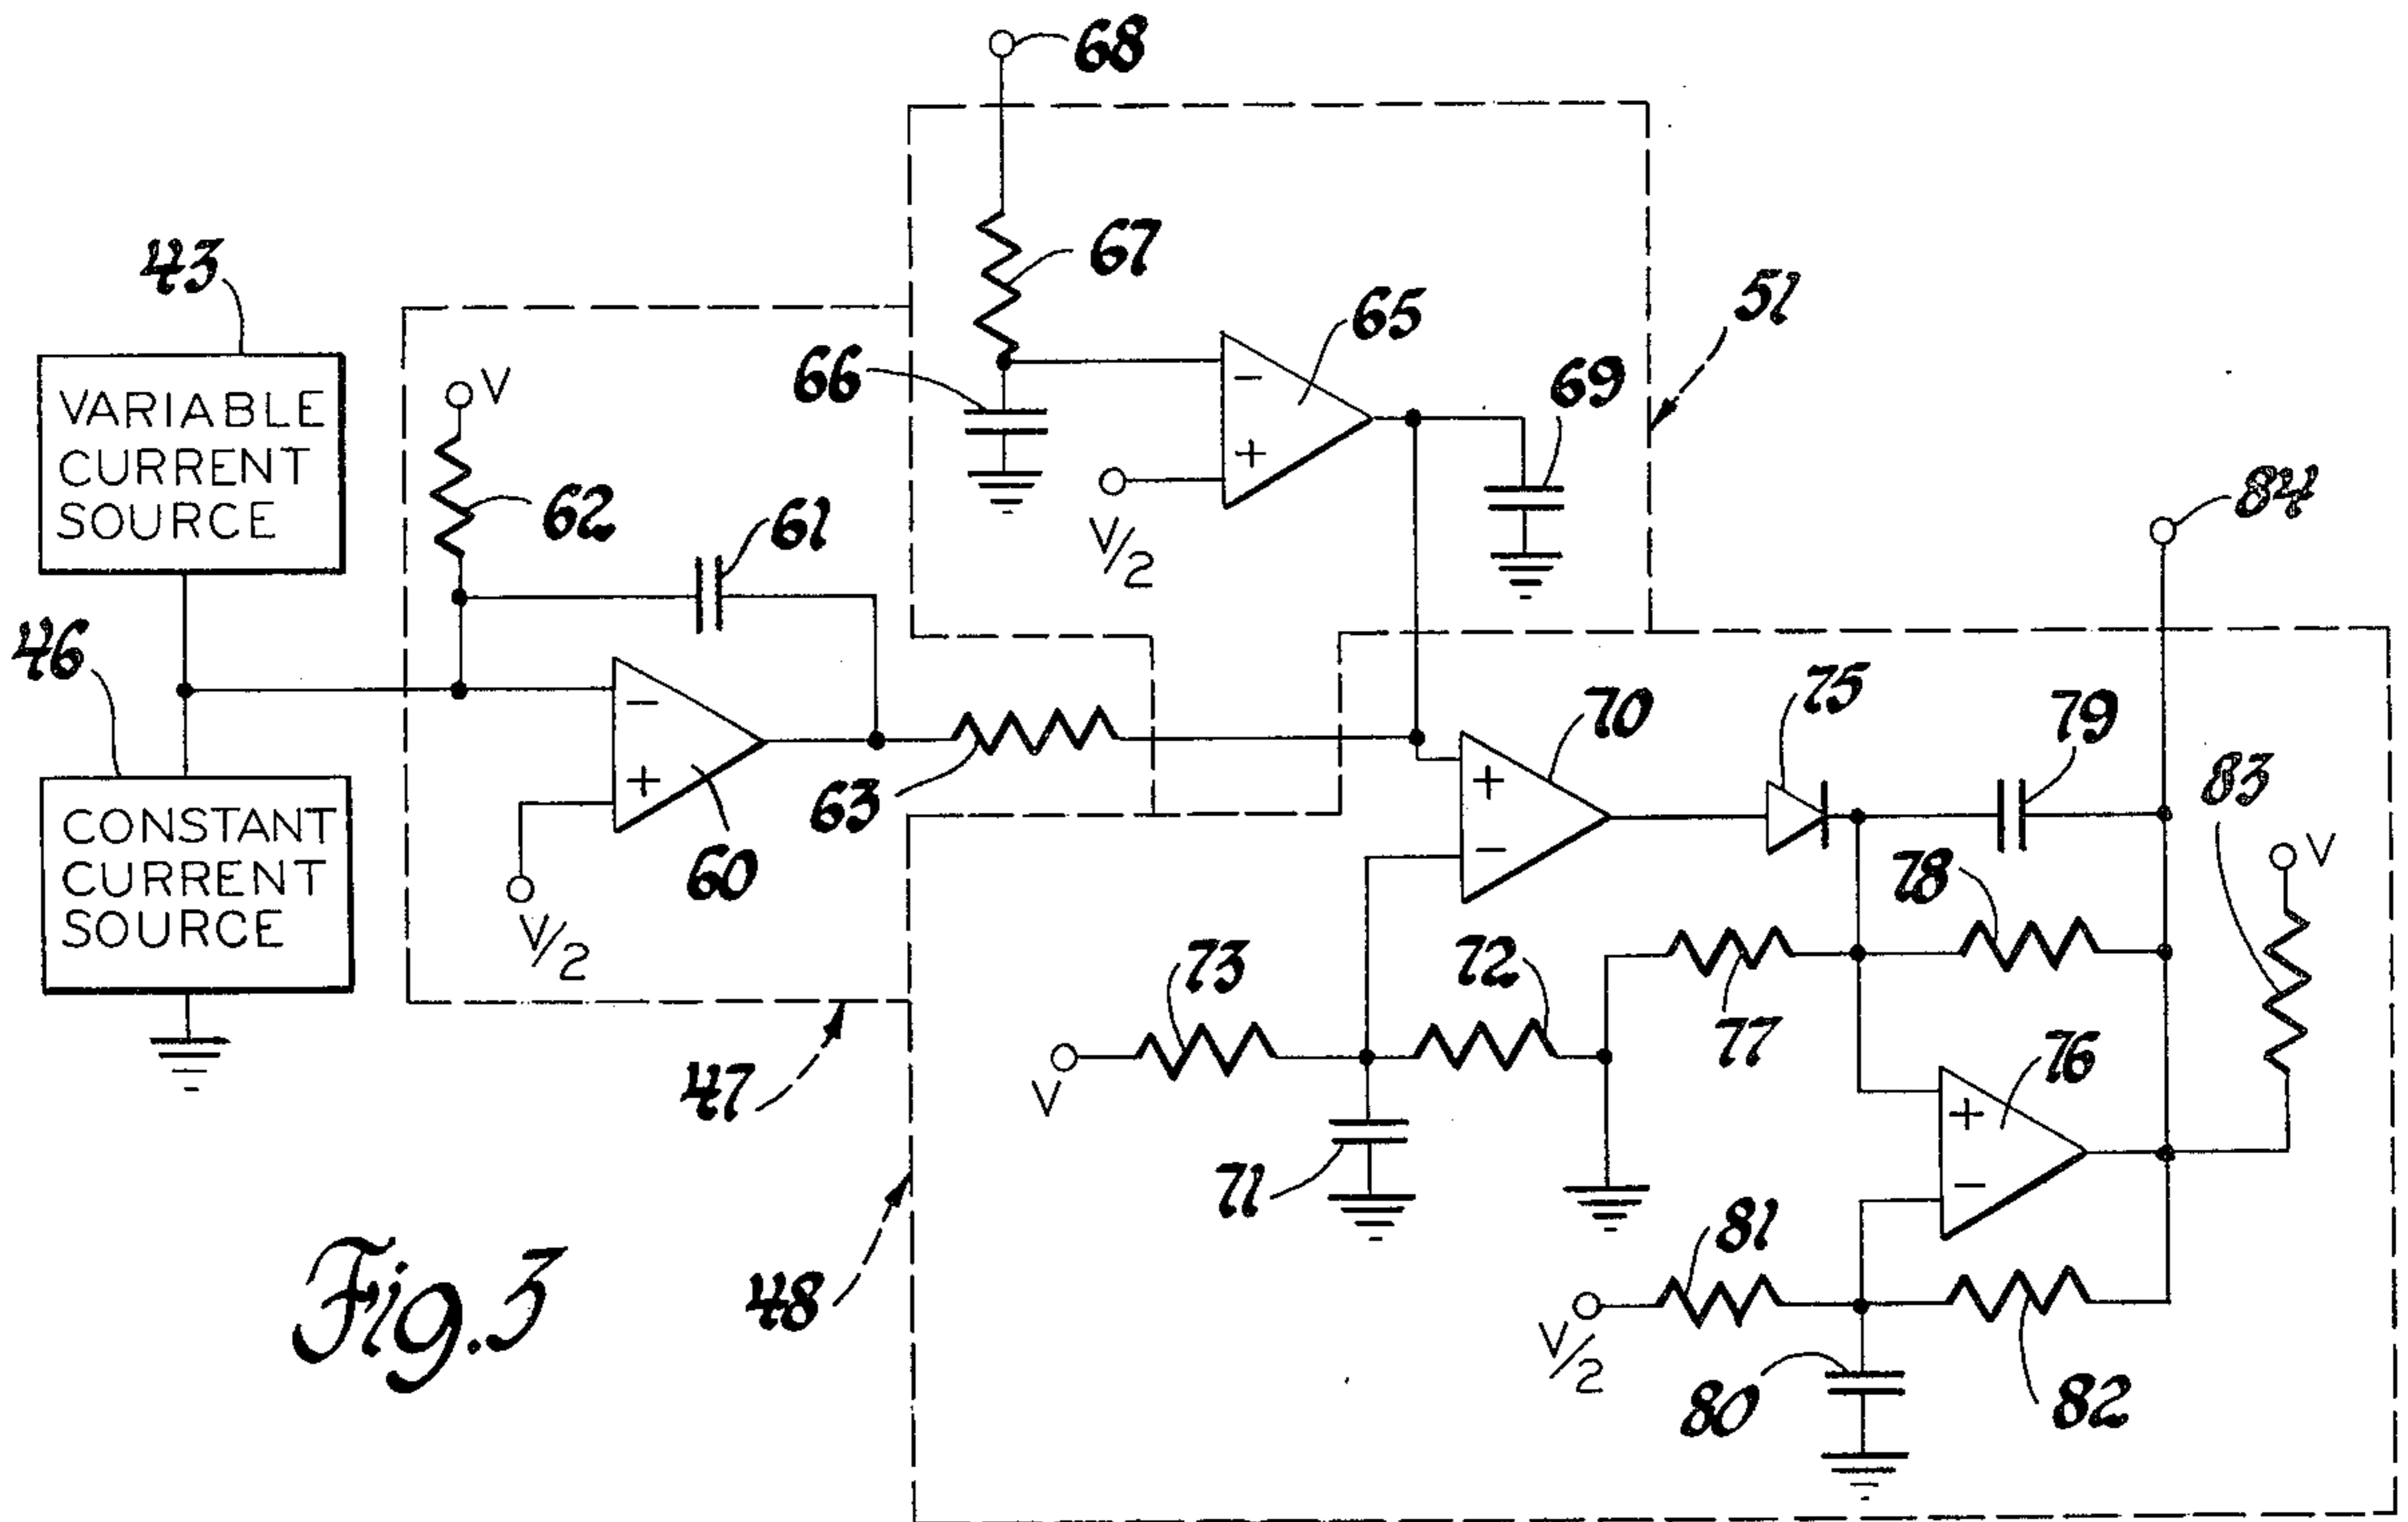 68
43
67
51
65
66
69
VARIABLE
CURRENT
SOURCE
V
62
61
84
V/2
46
75
79
70
83
CONSTANT
CURRENT
SOURCE
63
60
V/2
V
78
73
72
77
76
V
47
71
81
48
V/2
80
82
Fig. 3
-
+
-
+
+
-
+
-